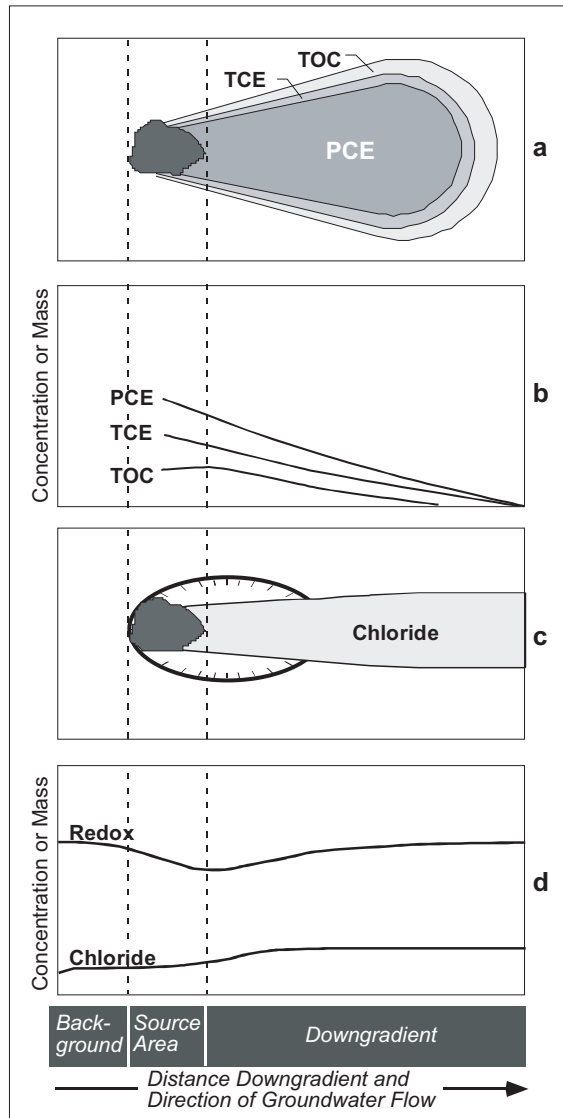 TOC
TCE
PCE
a
Concentration or Mass
b
PCE
TCE
TOC
Chloride
c
Concentration or Mass
Redox
d
Chloride
Back-
ground
Source
Area
Downgradient
Distance Downgradient and
Direction of Groundwater Flow